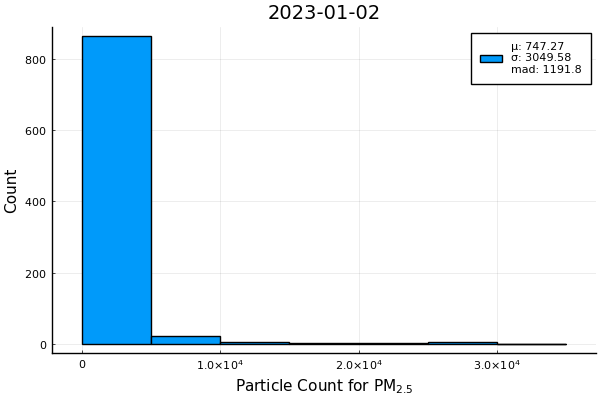 2023-01-02
μ: 747.27
σ: 3049.58
mad: 1191.8
Count
800
600
400
200
0
0 1.0×10⁴ 2.0×10⁴ 3.0×10⁴
Particle Count for PM₂.₅